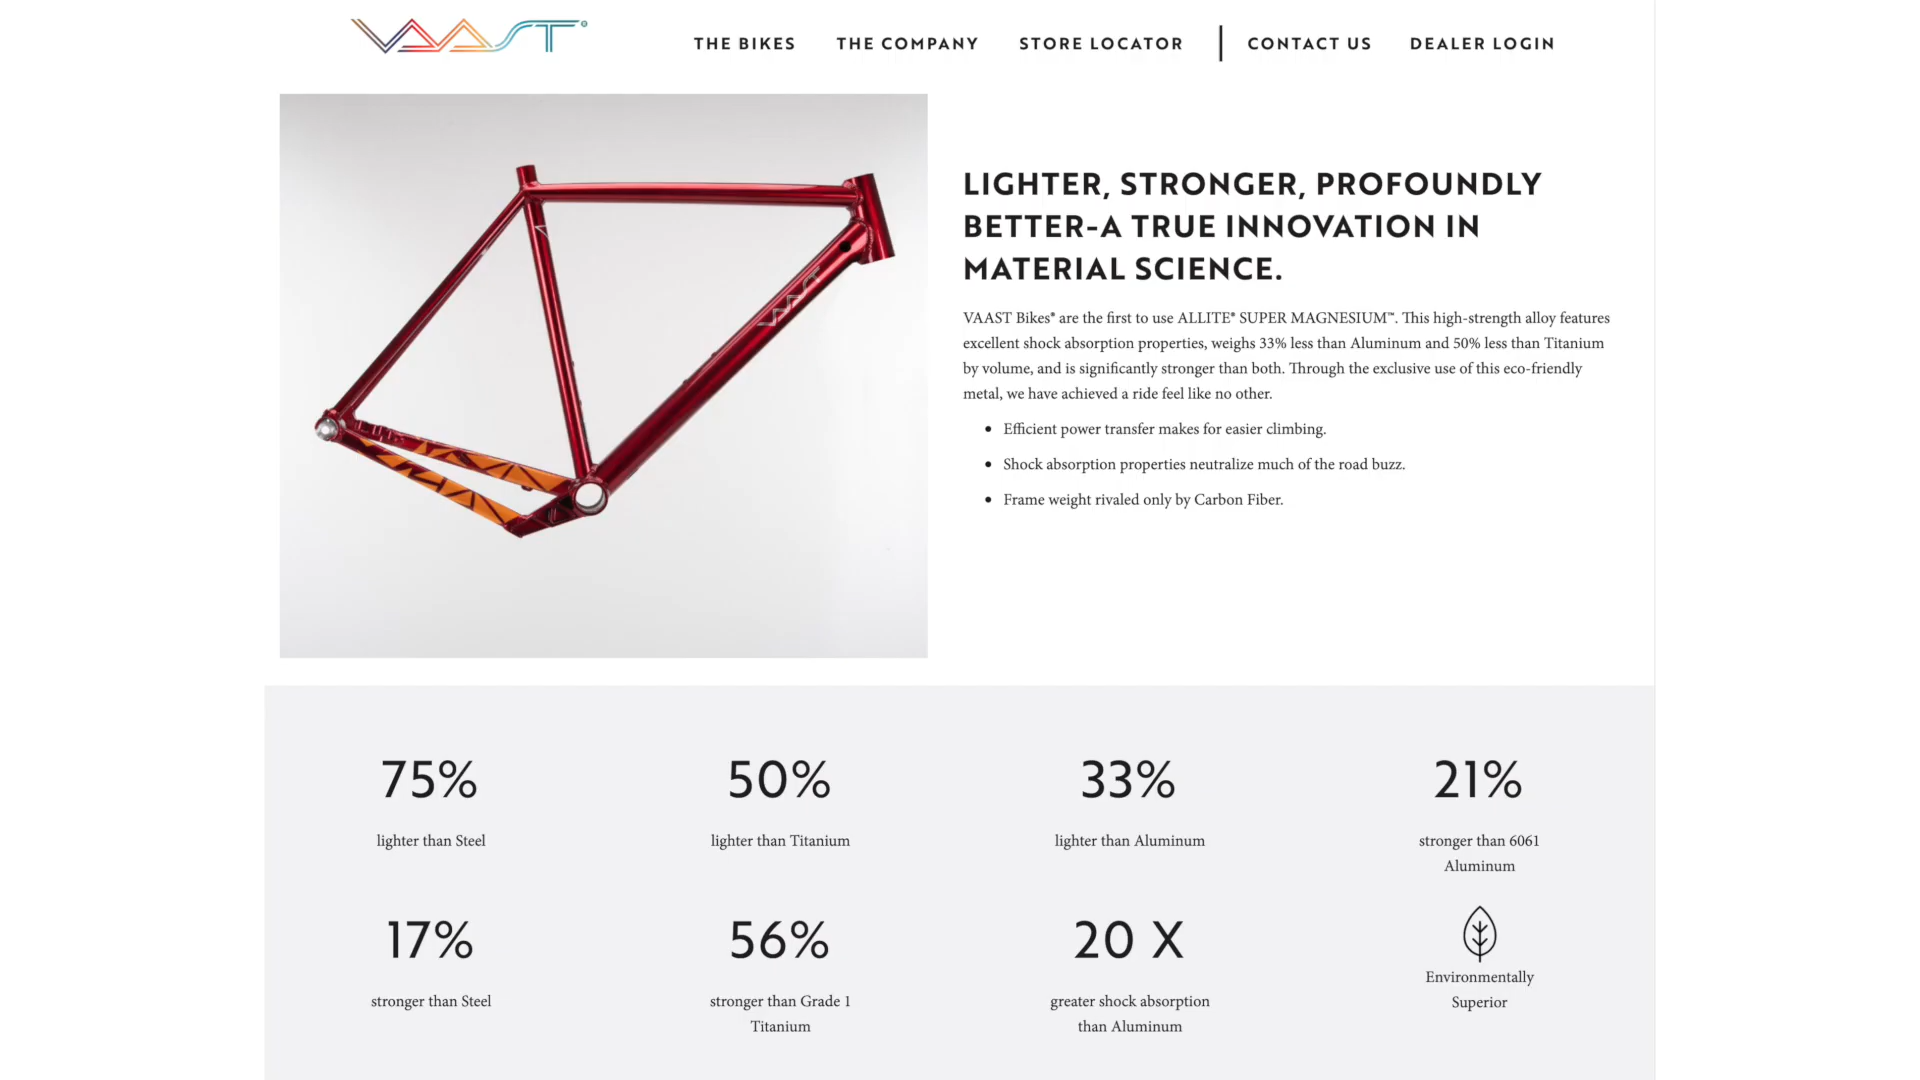 VAAST®
THE BIKES
THE COMPANY
STORE LOCATOR
CONTACT US
DEALER LOGIN
VAAST
LIGHTER, STRONGER, PROFOUNDLY
BETTER-A TRUE INNOVATION IN
MATERIAL SCIENCE.
VAAST Bikes® are the first to use ALLITE® SUPER MAGNESIUM™. This high-strength alloy features
excellent shock absorption properties, weighs 33% less than Aluminum and 50% less than Titanium
by volume, and is significantly stronger than both. Through the exclusive use of this eco-friendly
metal, we have achieved a ride feel like no other.
• Efficient power transfer makes for easier climbing.
• Shock absorption properties neutralize much of the road buzz.
• Frame weight rivaled only by Carbon Fiber.
75%
lighter than Steel
50%
lighter than Titanium
33%
lighter than Aluminum
21%
stronger than 6061
Aluminum
17%
stronger than Steel
56%
stronger than Grade 1
Titanium
20 X
greater shock absorption
than Aluminum
Environmentally
Superior